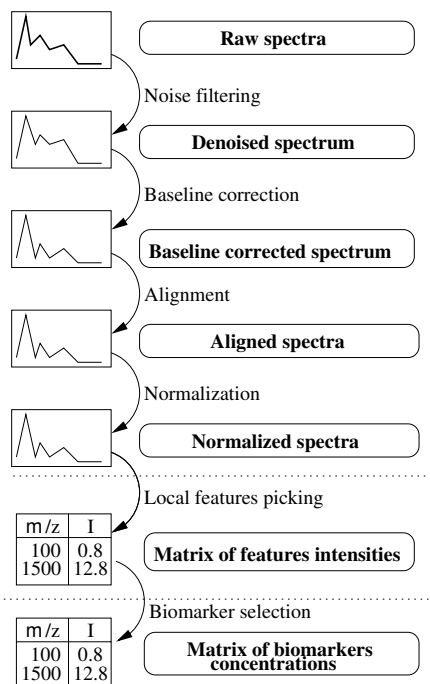 Raw spectra
Noise filtering
Denoised spectrum
Baseline correction
Baseline corrected spectrum
Alignment
Aligned spectra
Normalization
Normalized spectra
Local features picking
m/z I
100 0.8
1500 12.8
Matrix of features intensities
Biomarker selection
m/z I
100 0.8
1500 12.8
Matrix of biomarkers
concentrations